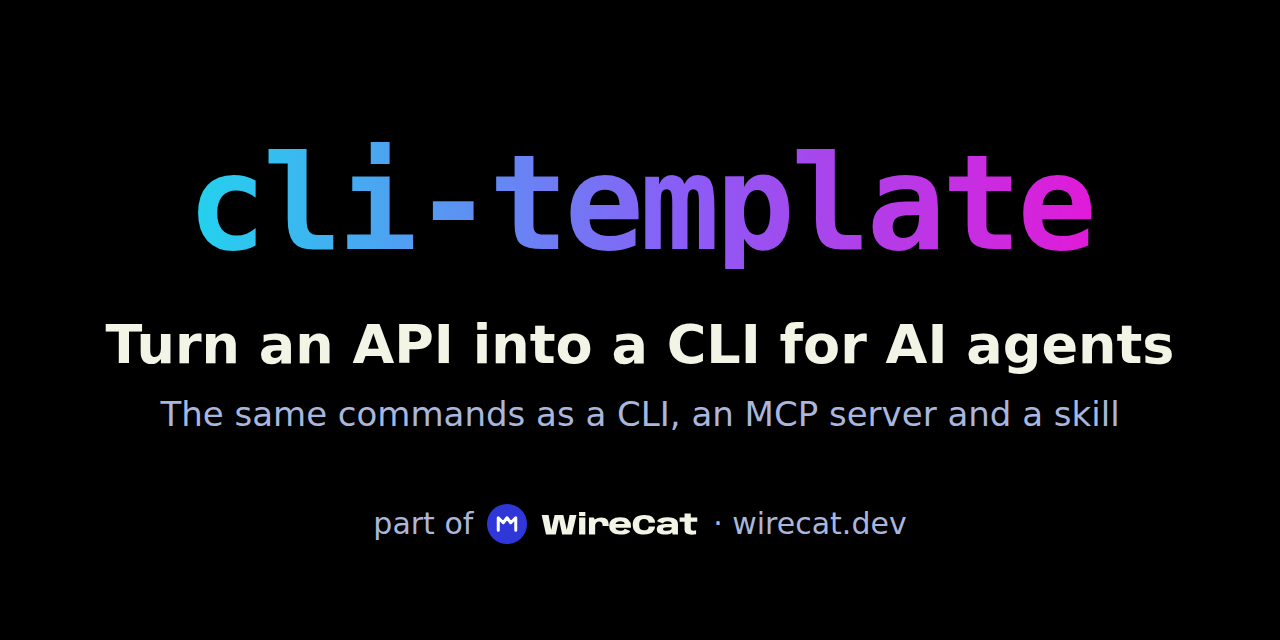 cli-template
Turn an API into a CLI for AI agents
The same commands as a CLI, an MCP server and a skill
part of wirecat · wirecat.dev